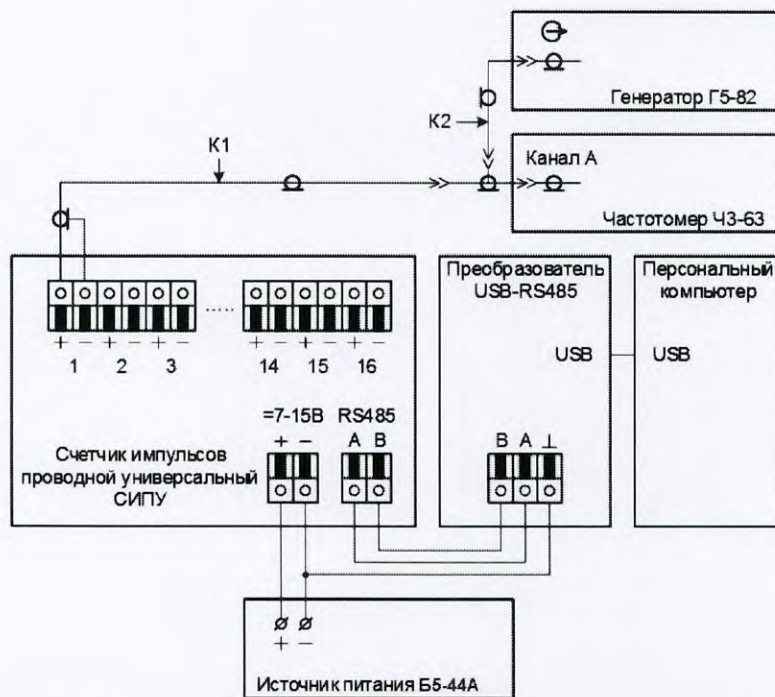 Генератор Г5-82
К2
К1
Канал А
Частотомер Ч3-63
Преобразователь
USB-RS485
Персональный
компьютер
+ − + − + − ..... + − + − + −
1 2 3 14 15 16
USB USB
=7-15В RS485
+ − А В
В А ⊥
Счетчик импульсов
проводной универсальный
СИПУ
+ −
Источник питания Б5-44А